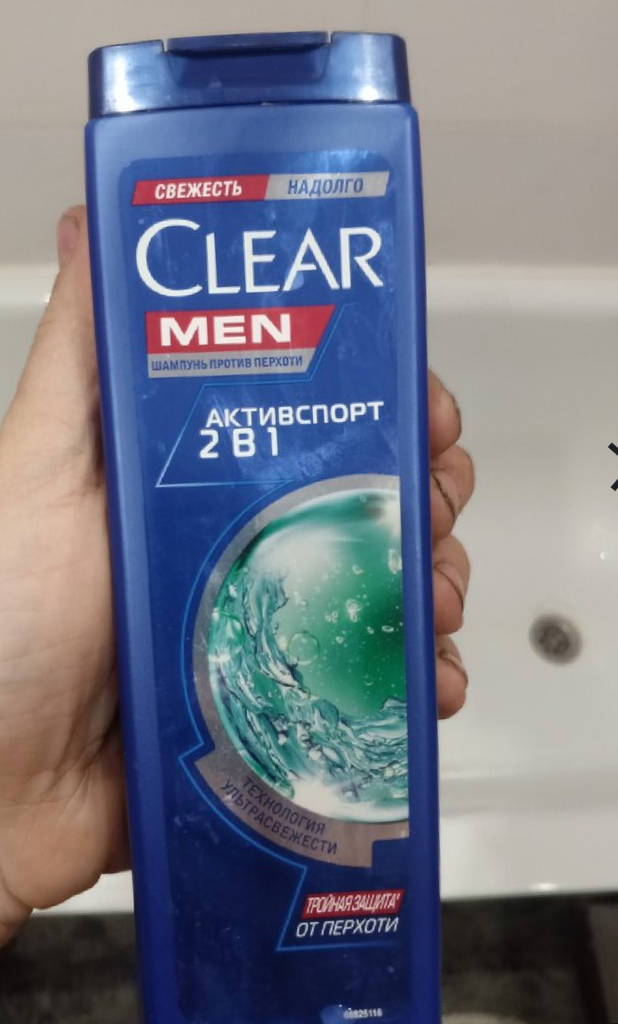 СВЕЖЕСТЬ НАДОЛГО
CLEAR
MEN
ШАМПУНЬ ПРОТИВ ПЕРХОТИ
АКТИВСПОРТ
2 В 1
ТЕХНОЛОГИЯ
УЛЬТРАСВЕЖЕСТИ
ТРОЙНАЯ ЗАЩИТА*
ОТ ПЕРХОТИ